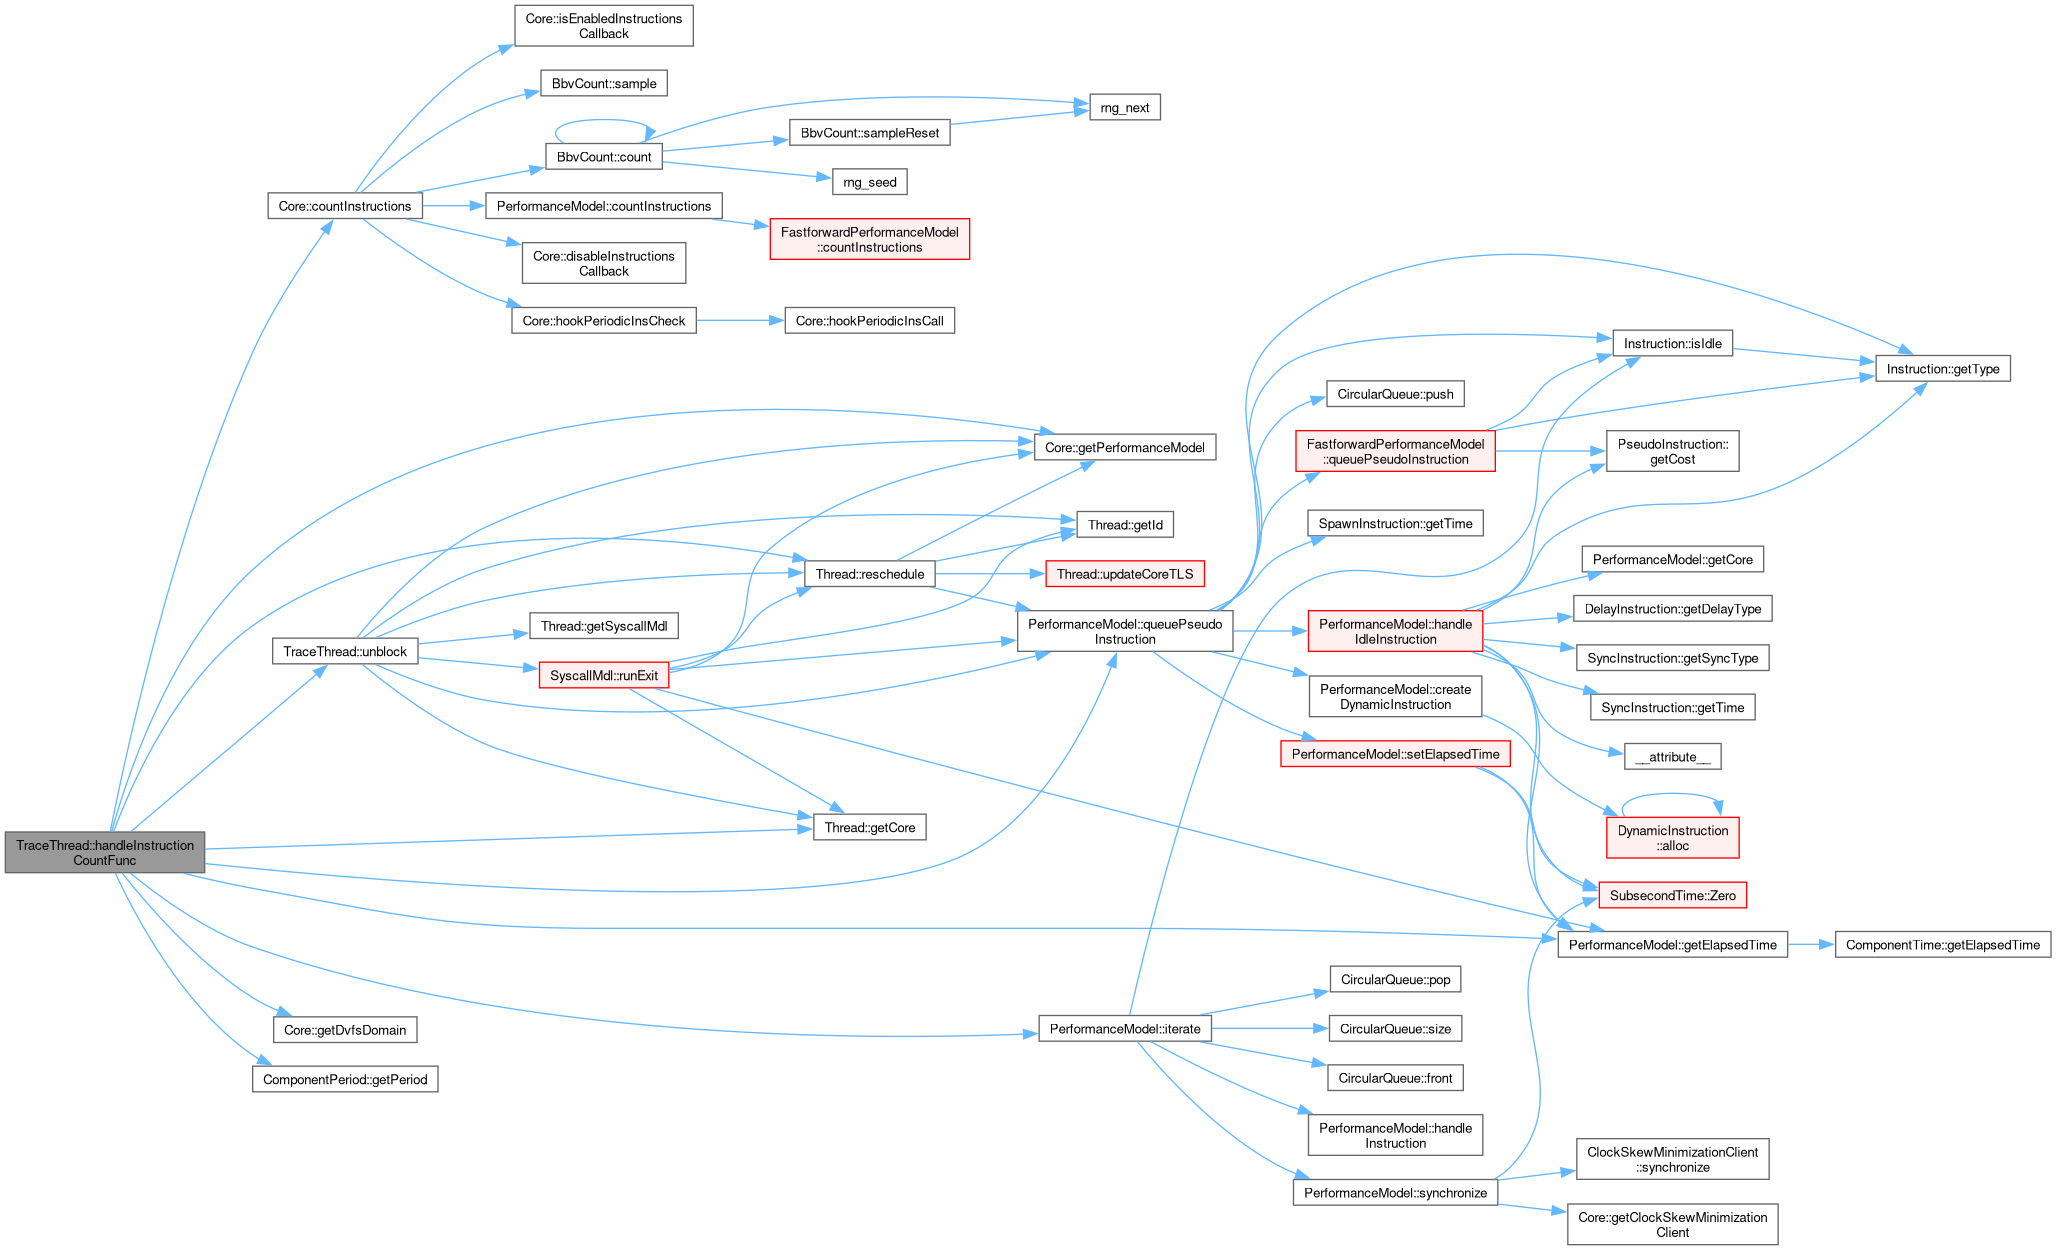 Core::isEnabledInstructions
Callback
BbvCount::sample
rng_next
BbvCount::sampleReset
BbvCount::count
rng_seed
Core::countInstructions
PerformanceModel::countInstructions
FastforwardPerformanceModel
::countInstructions
Core::disableInstructions
Callback
Core::hookPeriodicInsCheck
Core::hookPeriodicInsCall
Instruction::isIdle
Instruction::getType
CircularQueue::push
Core::getPerformanceModel
FastforwardPerformanceModel
::queuePseudoInstruction
PseudoInstruction::
getCost
Thread::getId
SpawnInstruction::getTime
PerformanceModel::getCore
Thread::reschedule
Thread::updateCoreTLS
DelayInstruction::getDelayType
Thread::getSyscallMdl
PerformanceModel::queuePseudo
Instruction
PerformanceModel::handle
IdleInstruction
TraceThread::unblock
SyncInstruction::getSyncType
SyscallMdl::runExit
PerformanceModel::create
DynamicInstruction
SyncInstruction::getTime
PerformanceModel::setElapsedTime
__attribute__
Thread::getCore
DynamicInstruction
::alloc
TraceThread::handleInstruction
CountFunc
SubsecondTime::Zero
PerformanceModel::getElapsedTime
ComponentTime::getElapsedTime
CircularQueue::pop
Core::getDvfsDomain
PerformanceModel::iterate
CircularQueue::size
ComponentPeriod::getPeriod
CircularQueue::front
PerformanceModel::handle
Instruction
ClockSkewMinimizationClient
::synchronize
PerformanceModel::synchronize
Core::getClockSkewMinimization
Client